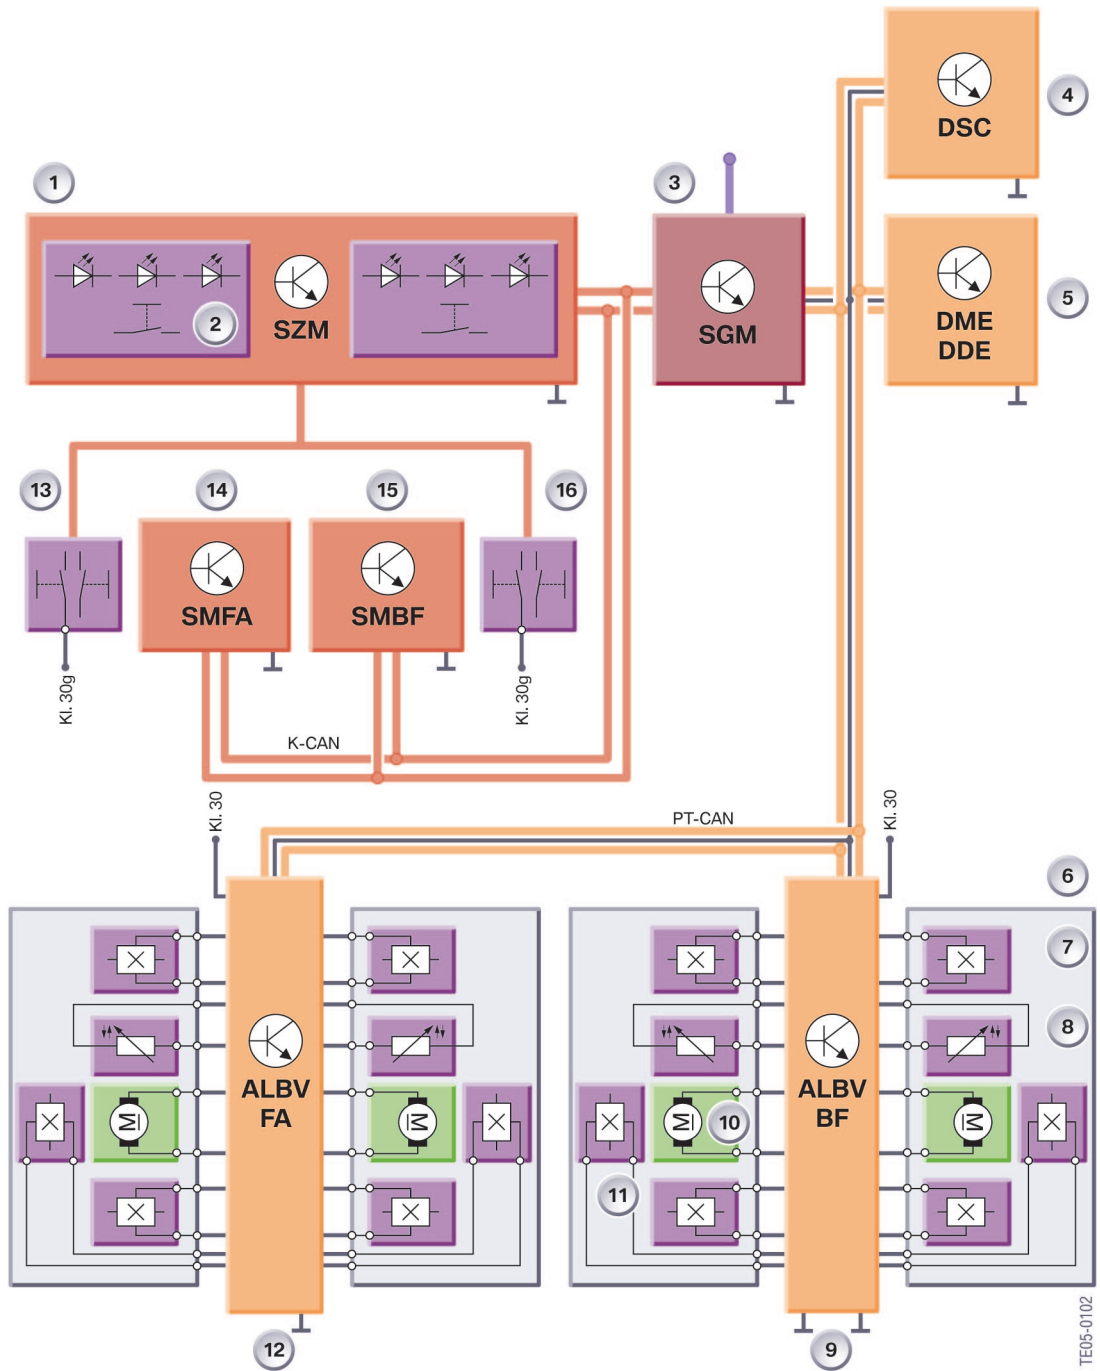 4
DSC
1
3
2
SZM
SGM
5
DME
DDE
13
14
15
16
SMFA
SMBF
Kl. 30g
Kl. 30g
K-CAN
Kl. 30
PT-CAN
Kl. 30
6
7
8
ALBV
FA
ALBV
BF
M
M
M
10
M
11
12
9
TE05-0102